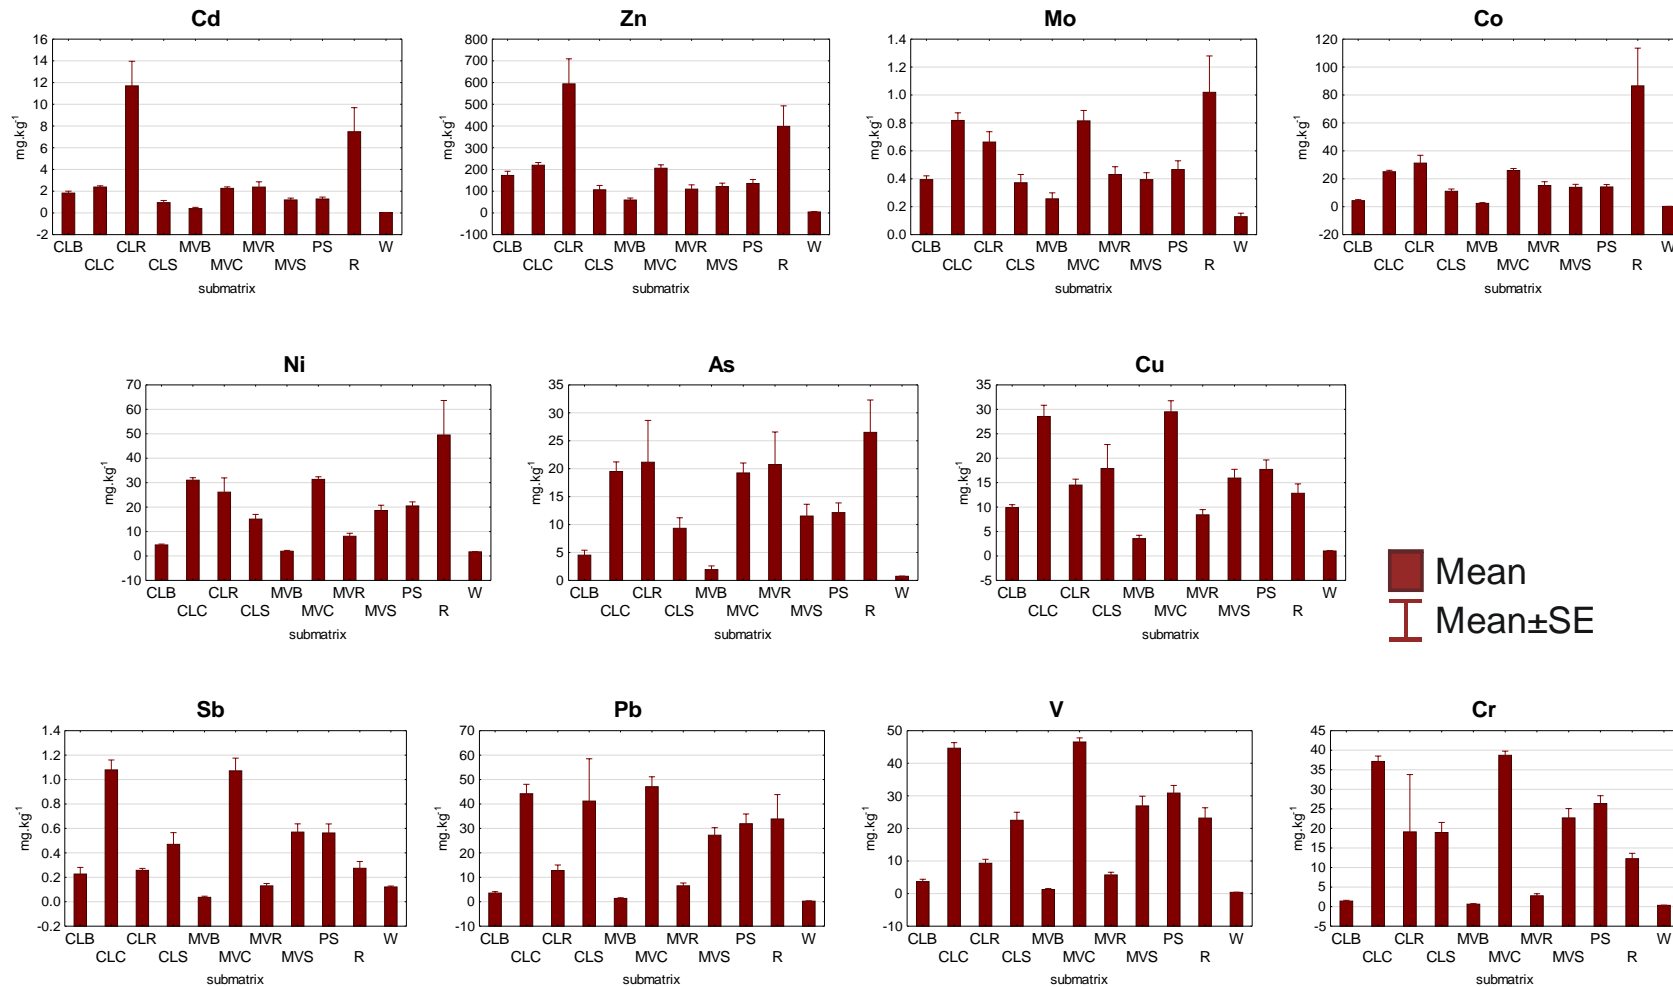 Cd
16
14
12
10
8
6
4
2
0
-2
mg.kg-1
CLB CLR MVB MVR PS W
CLC CLS MVC MVS R
submatrix
Zn
800
700
600
500
400
300
200
100
0
-100
mg.kg-1
CLB CLR MVB MVR PS W
CLC CLS MVC MVS R
submatrix
Mo
1.4
1.2
1.0
0.8
0.6
0.4
0.2
0.0
mg.kg-1
CLB CLR MVB MVR PS W
CLC CLS MVC MVS R
submatrix
Co
120
100
80
60
40
20
0
-20
mg.kg-1
CLB CLR MVB MVR PS W
CLC CLS MVC MVS R
submatrix
Ni
70
60
50
40
30
20
10
0
-10
mg.kg-1
CLB CLR MVB MVR PS W
CLC CLS MVC MVS R
submatrix
As
35
30
25
20
15
10
5
0
mg.kg-1
CLB CLR MVB MVR PS W
CLC CLS MVC MVS R
submatrix
Cu
35
30
25
20
15
10
5
0
-5
mg.kg-1
CLB CLR MVB MVR PS W
CLC CLS MVC MVS R
submatrix
Mean
Mean±SE
Sb
1.4
1.2
1.0
0.8
0.6
0.4
0.2
0.0
-0.2
mg.kg-1
CLB CLR MVB MVR PS W
CLC CLS MVC MVS R
submatrix
Pb
70
60
50
40
30
20
10
0
-10
mg.kg-1
CLB CLR MVB MVR PS W
CLC CLS MVC MVS R
submatrix
V
50
40
30
20
10
0
-10
mg.kg-1
CLB CLR MVB MVR PS W
CLC CLS MVC MVS R
submatrix
Cr
45
40
35
30
25
20
15
10
5
0
-5
mg.kg-1
CLB CLR MVB MVR PS W
CLC CLS MVC MVS R
submatrix